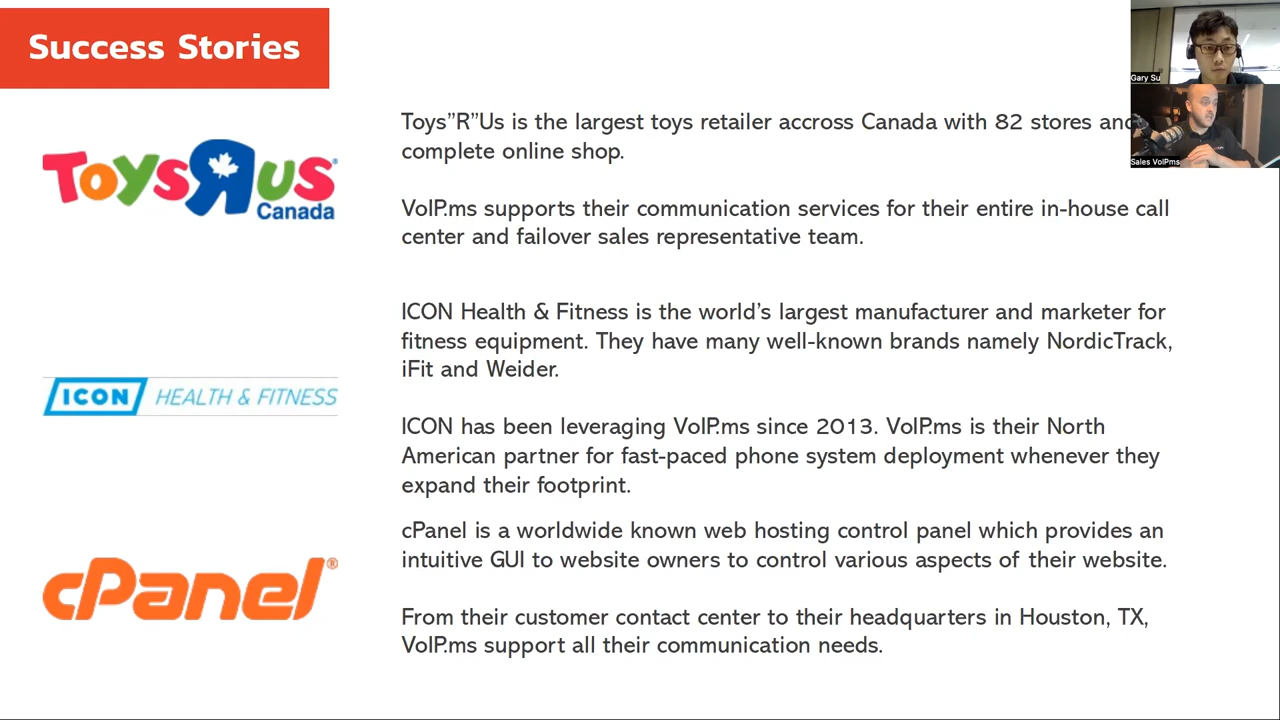 Success Stories
Gary Su
Sales VoIPms
ToysЯus®
Canada
Toys”R”Us is the largest toys retailer accross Canada with 82 stores and
complete online shop.
VoIP.ms supports their communication services for their entire in-house call
center and failover sales representative team.
ICON HEALTH & FITNESS
ICON Health & Fitness is the world’s largest manufacturer and marketer for
fitness equipment. They have many well-known brands namely NordicTrack,
iFit and Weider.
ICON has been leveraging VoIP.ms since 2013. VoIP.ms is their North
American partner for fast-paced phone system deployment whenever they
expand their footprint.
cPanel®
cPanel is a worldwide known web hosting control panel which provides an
intuitive GUI to website owners to control various aspects of their website.
From their customer contact center to their headquarters in Houston, TX,
VoIP.ms support all their communication needs.